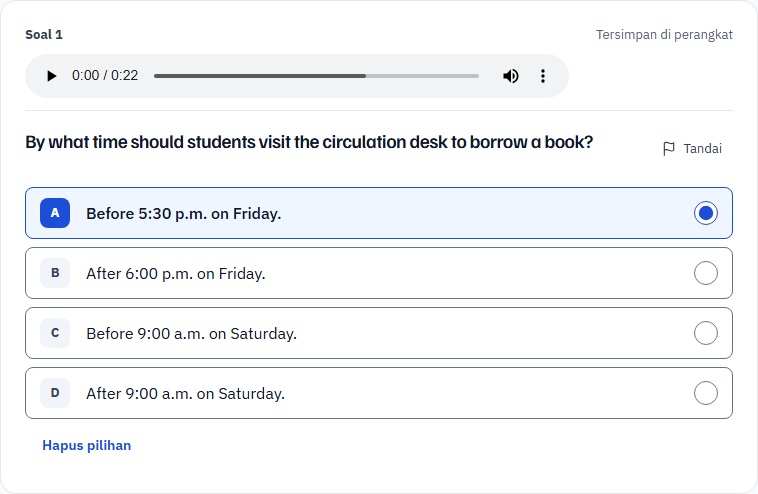 Soal 1
Tersimpan di perangkat
0:00 / 0:22
By what time should students visit the circulation desk to borrow a book?
Tandai
A Before 5:30 p.m. on Friday.
B After 6:00 p.m. on Friday.
C Before 9:00 a.m. on Saturday.
D After 9:00 a.m. on Saturday.
Hapus pilihan